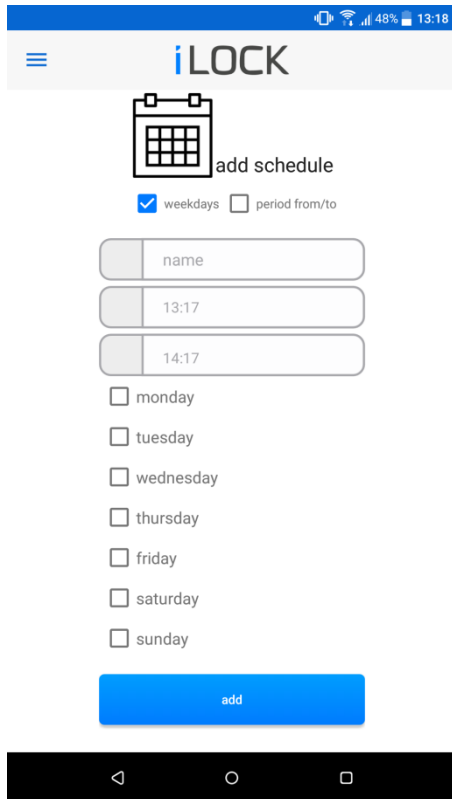 48% 13:18
iLOCK
add schedule
weekdays period from/to
name
13:17
14:17
monday
tuesday
wednesday
thursday
friday
saturday
sunday
add